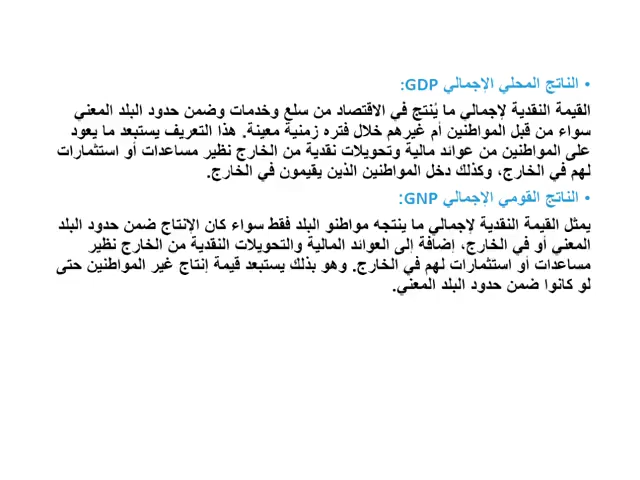 • الناتج المحلي الإجمالي GDP:
القيمة النقدية لإجمالي ما يُنتج في الاقتصاد من سلع وخدمات وضمن حدود البلد المعني
سواء من قبل المواطنين أم غيرهم خلال فتره زمنية معينة. هذا التعريف يستبعد ما يعود
على المواطنين من عوائد مالية وتحويلات نقدية من الخارج نظير مساعدات أو استثمارات
لهم في الخارج، وكذلك دخل المواطنين الذين يقيمون في الخارج.
• الناتج القومي الإجمالي GNP:
يمثل القيمة النقدية لإجمالي ما ينتجه مواطنو البلد فقط سواء كان الإنتاج ضمن حدود البلد
المعني أو في الخارج، إضافة إلى العوائد المالية والتحويلات النقدية من الخارج نظير
مساعدات أو استثمارات لهم في الخارج. وهو بذلك يستبعد قيمة إنتاج غير المواطنين حتى
لو كانوا ضمن حدود البلد المعني.